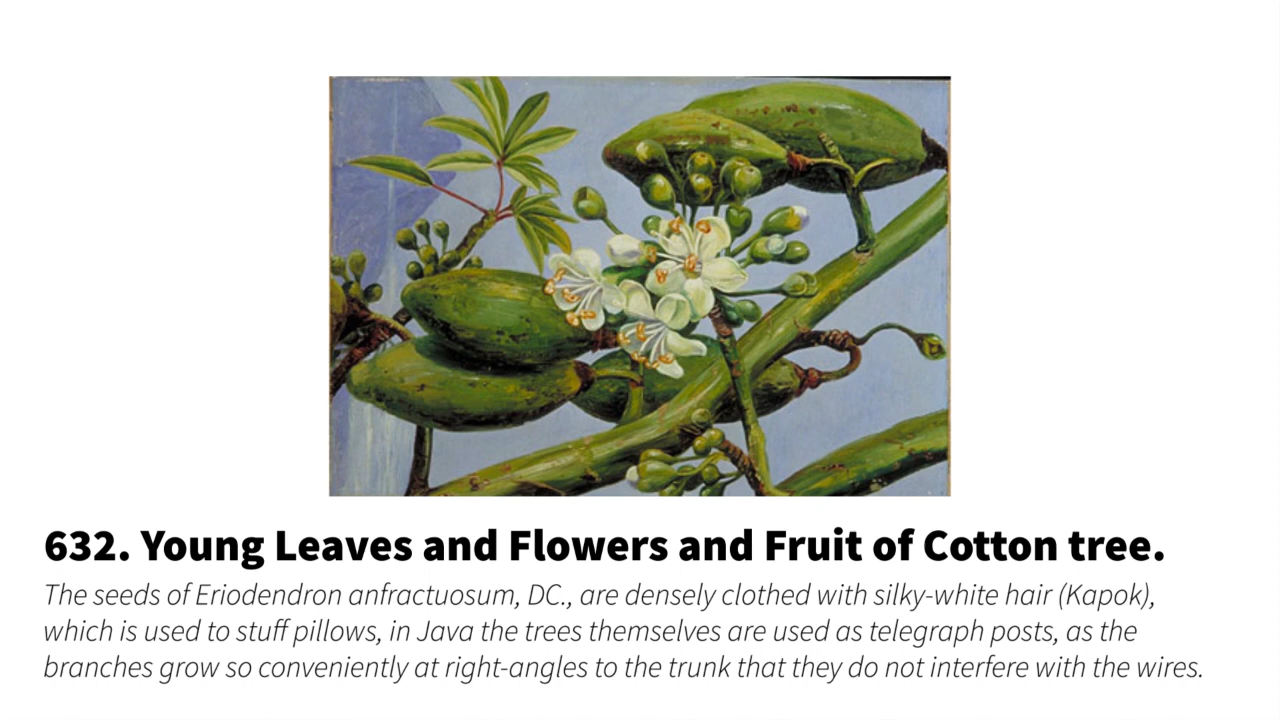 632. Young Leaves and Flowers and Fruit of Cotton tree.
The seeds of Eriodendron anfractuosum, DC., are densely clothed with silky-white hair (Kapok),
which is used to stuff pillows, in Java the trees themselves are used as telegraph posts, as the
branches grow so conveniently at right-angles to the trunk that they do not interfere with the wires.